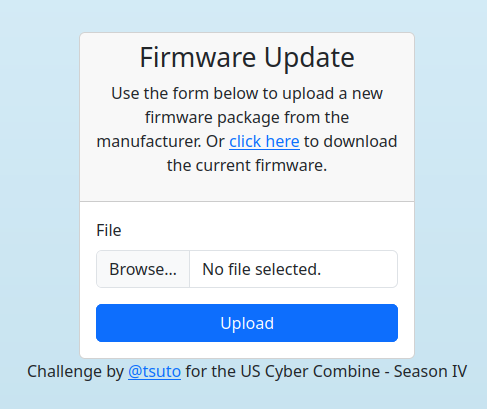 Firmware Update
Use the form below to upload a new
firmware package from the
manufacturer. Or click here to download
the current firmware.
File
Browse... No file selected.
Upload
Challenge by @tsuto for the US Cyber Combine - Season IV